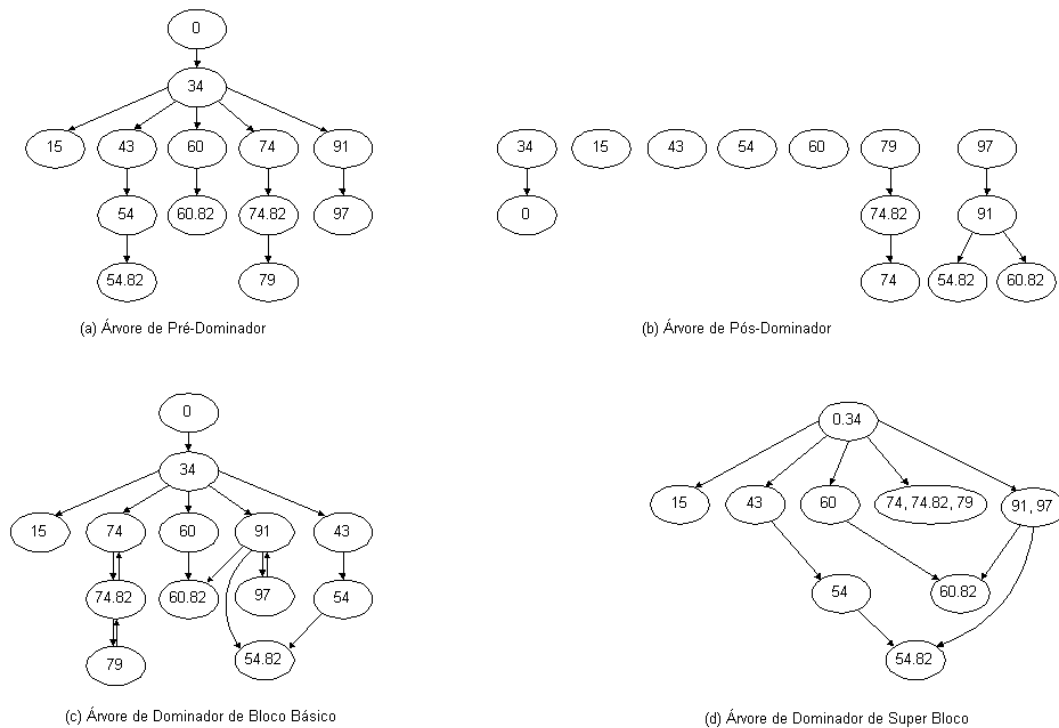 0
34
15 43 60 74 91
54 60.82 74.82 97
54.82 79
(a) Árvore de Pré-Dominador
34 15 43 54 60 79 97
0 74.82 91
74 54.82 60.82
(b) Árvore de Pós-Dominador
0
34
15 74 60 91 43
74.82 60.82 97 54
79 54.82
(c) Árvore de Dominador de Bloco Básico
0.34
15 43 60 74, 74.82, 79 91, 97
54 60.82
54.82
(d) Árvore de Dominador de Super Bloco